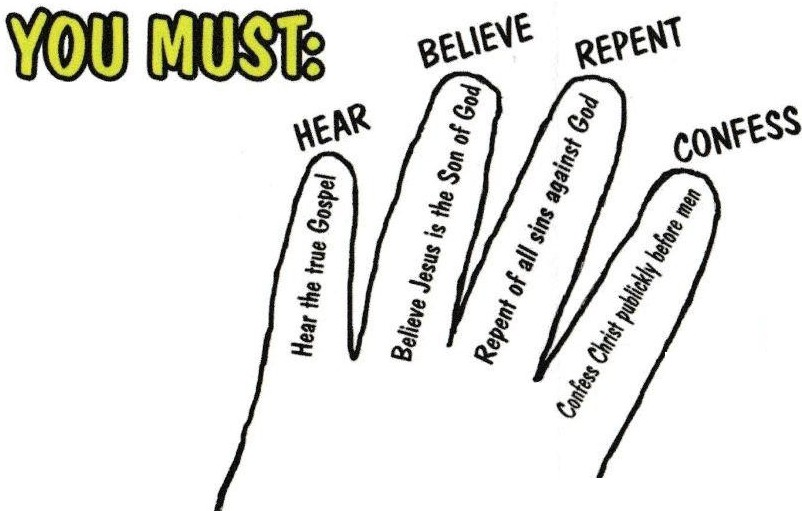 YOU MUST:
HEAR
Hear the true Gospel
BELIEVE
Believe Jesus is the Son of God
REPENT
Repent of all sins against God
CONFESS
Confess Christ publickly before men